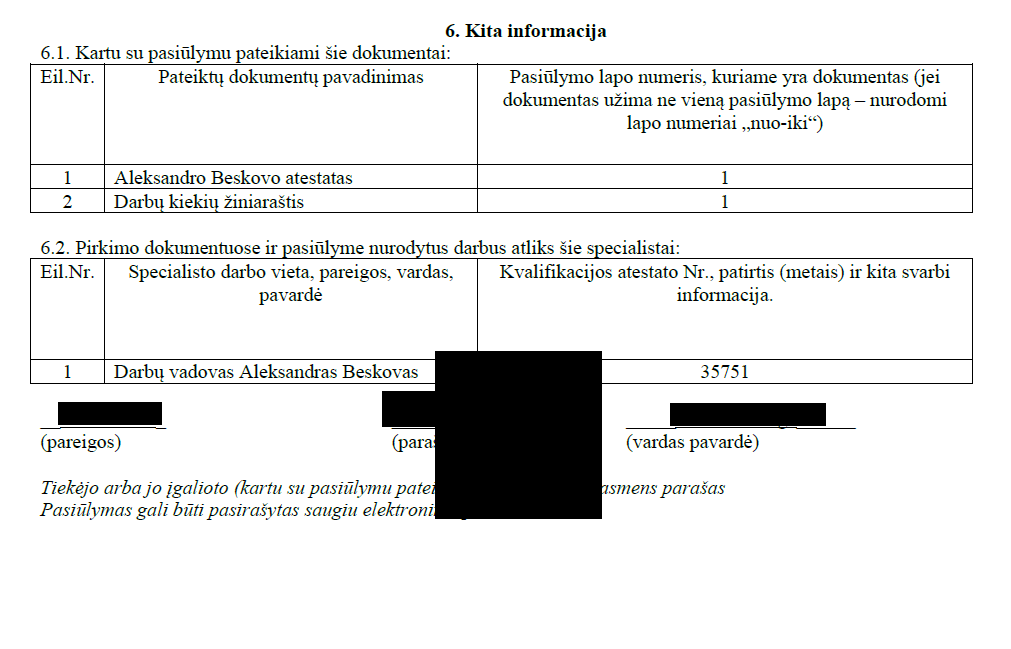 6. Kita informacija
6.1. Kartu su pasiūlymu pateikiami šie dokumentai:
Eil.Nr. Pateiktų dokumentų pavadinimas Pasiūlymo lapo numeris, kuriame yra dokumentas (jei
dokumentas užima ne vieną pasiūlymo lapą – nurodomi
lapo numeriai „nuo-iki“)
1 Aleksandro Beskovo atestatas 1
2 Darbų kiekių žiniaraštis 1
6.2. Pirkimo dokumentuose ir pasiūlyme nurodytus darbus atliks šie specialistai:
Eil.Nr. Specialisto darbo vieta, pareigos, vardas, Kvalifikacijos atestato Nr., patirtis (metais) ir kita svarbi
pavardė informacija.
1 Darbų vadovas Aleksandras Beskovas 35751
(pareigos) (vardas pavardė)
Tiekėjo arba jo įgalioto (kartu su pasiūlymu asmens parašas
Pasiūlymas gali būti pasirašytas saugiu